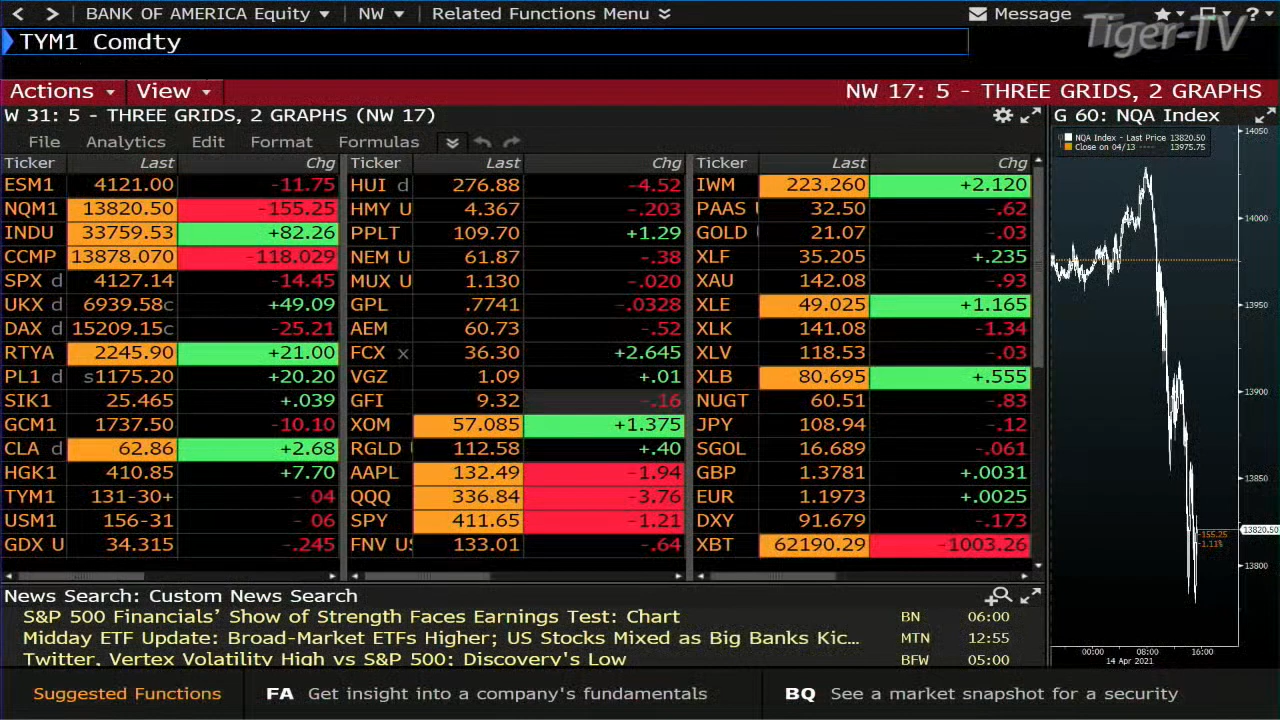 BANK OF AMERICA Equity NW Related Functions Menu Message ?
Tiger-TV
TYM1 Comdty
Actions View NW 17: 5 - THREE GRIDS, 2 GRAPHS
W 31: 5 - THREE GRIDS, 2 GRAPHS (NW 17) G 60: NQA Index
File Analytics Edit Format Formulas
Ticker Last Chg Ticker Last Chg Ticker Last Chg
ESM1 4121.00 -11.75 HUI d 276.88 -4.52 IWM 223.260 +2.120
NQM1 13820.50 -155.25 HMY U 4.367 -.203 PAAS U 32.50 -.62
INDU 33759.53 +82.26 PPLT 109.70 +1.29 GOLD 21.07 -.03
CCMP 13878.070 -118.029 NEM U 61.87 -.38 XLF 35.205 +.235
SPX d 4127.14 -14.45 MUX U 1.130 -.020 XAU 142.08 -.93
UKX d 6939.58c +49.09 GPL .7741 -.0328 XLE 49.025 +1.165
DAX d 15209.15c -25.21 AEM 60.73 -.52 XLK 141.08 -1.34
RTYA 2245.90 +21.00 FCX x 36.30 +2.645 XLV 118.53 -.03
PL1 d s1175.20 +20.20 VGZ 1.09 +.01 XLB 80.695 +.555
SIK1 25.465 +.039 GFI 9.32 -.16 NUGT 60.51 -.83
GCM1 1737.50 -10.10 XOM 57.085 +1.375 JPY 108.94 -.12
CLA d 62.86 +2.68 RGLD 112.58 +.40 SGOL 16.689 -.061
HGK1 410.85 +7.70 AAPL 132.49 -1.94 GBP 1.3781 +.0031
TYM1 131-30+ - 04 QQQ 336.84 -3.76 EUR 1.1973 +.0025
USM1 156-31 - 06 SPY 411.65 -1.21 DXY 91.679 -.173
GDX U 34.315 -.245 FNV US 133.01 -.64 XBT 62190.29 -1003.26
NQA Index - Last Price 13820.50
Close on 04/13 ---- 13975.75
14050
14000
13950
13900
13850
13820.50
-155.25
-1.11%
13800
00:00 08:00 16:00
14 Apr 2021
News Search: Custom News Search
S&P 500 Financials' Show of Strength Faces Earnings Test: Chart BN 06:00
Midday ETF Update: Broad-Market ETFs Higher; US Stocks Mixed as Big Banks Kic... MTN 12:55
Twitter, Vertex Volatility High vs S&P 500: Discovery's Low BFW 05:00
Suggested Functions FA Get insight into a company's fundamentals BQ See a market snapshot for a security